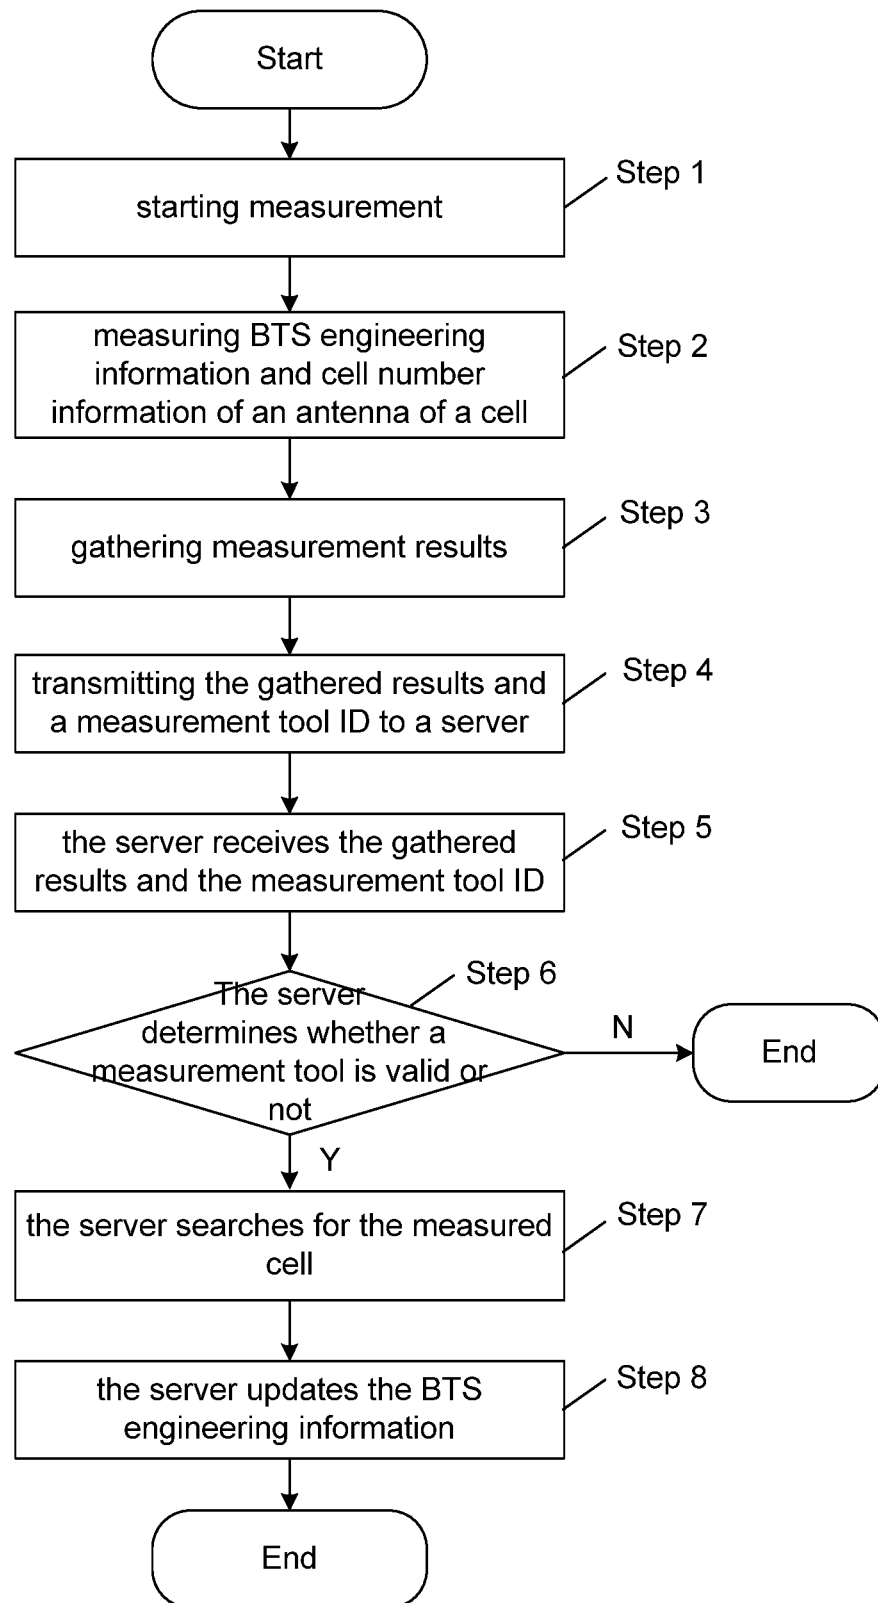 Start
starting measurement
Step 1
measuring BTS engineering
information and cell number
information of an antenna of a cell
Step 2
gathering measurement results
Step 3
transmitting the gathered results and
a measurement tool ID to a server
Step 4
the server receives the gathered
results and the measurement tool ID
Step 5
The server
determines whether a
measurement tool is valid or
not
Step 6
N
End
Y
the server searches for the measured
cell
Step 7
the server updates the BTS
engineering information
Step 8
End